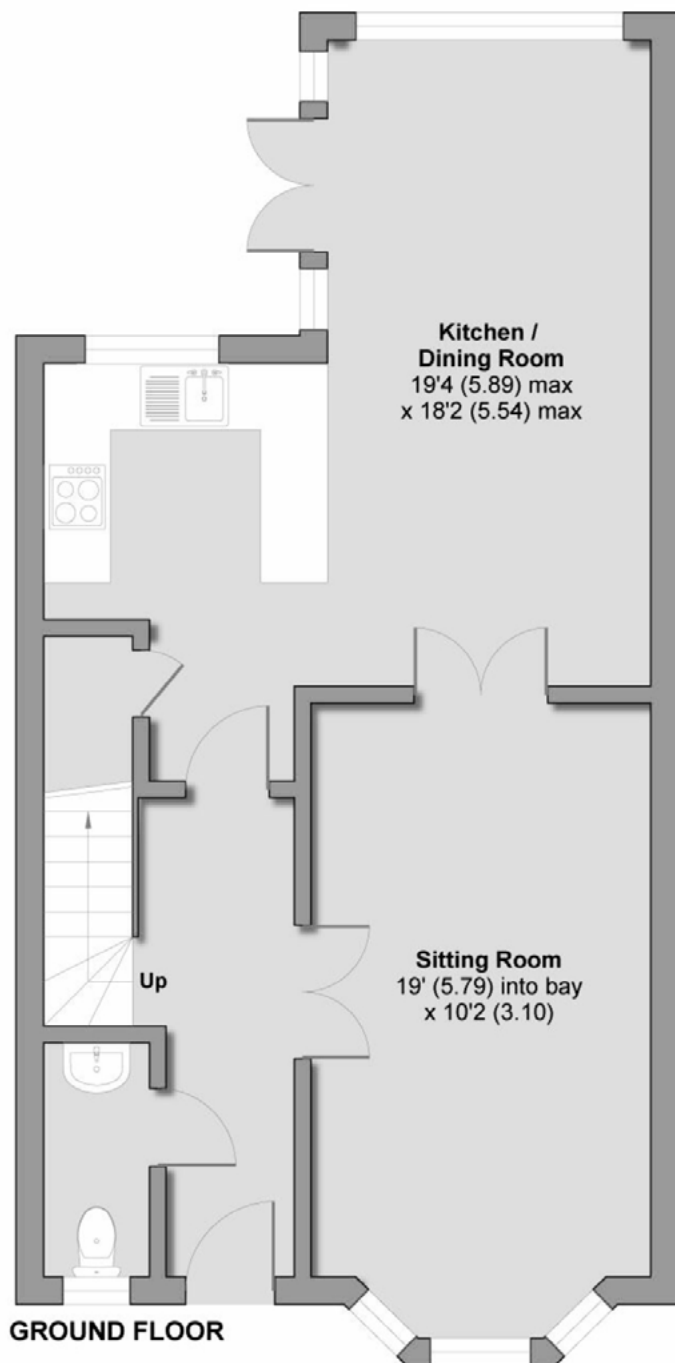 Kitchen /
Dining Room
19'4 (5.89) max
x 18'2 (5.54) max
Sitting Room
19' (5.79) into bay
x 10'2 (3.10)
Up
GROUND FLOOR